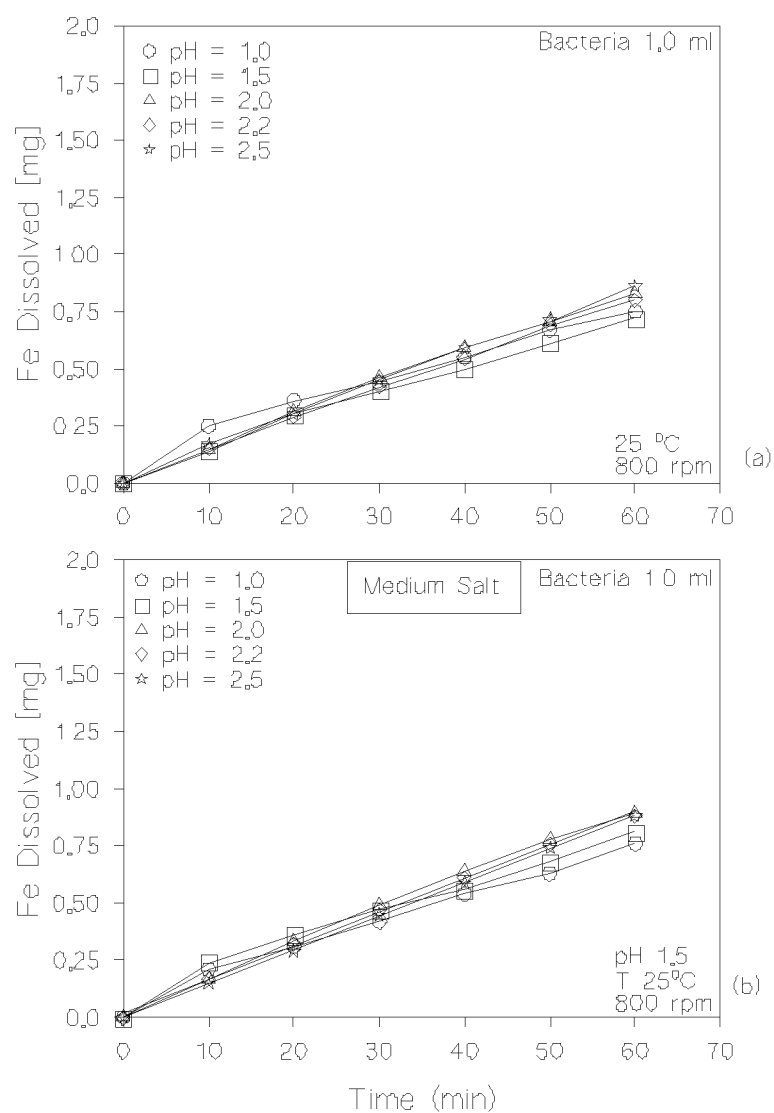 2.0
Bacteria 1.0 ml
pH = 1.0
pH = 1.5
pH = 2.0
pH = 2.2
pH = 2.5
1.75
1.50
1.25
1.00
0.75
0.50
0.25
0.0
Fe Dissolved [mg]
25 °C
800 rpm
(a)
0 10 20 30 40 50 60 70
2.0
Medium Salt
Bacteria 1.0 ml
pH = 1.0
pH = 1.5
pH = 2.0
pH = 2.2
pH = 2.5
1.75
1.50
1.25
1.00
0.75
0.50
0.25
0.0
Fe Dissolved [mg]
pH 1.5
T 25°C
800 rpm
(b)
0 10 20 30 40 50 60 70
Time (min)